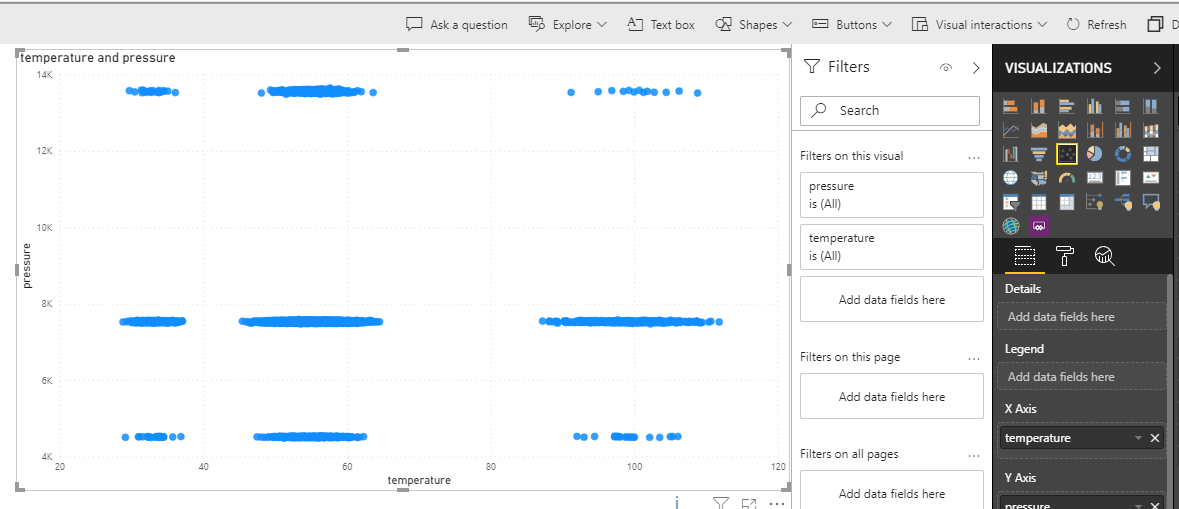 Ask a question Explore Text box Shapes Buttons Visual interactions Refresh D
temperature and pressure
14K
12K
10K
8K
6K
4K
pressure
20 40 60 80 100 120
temperature
Filters
Search
Filters on this visual ...
pressure
is (All)
temperature
is (All)
Add data fields here
Filters on this page ...
Add data fields here
Filters on all pages ...
Add data fields here
VISUALIZATIONS
123
Details
Add data fields here
Legend
Add data fields here
X Axis
temperature
Y Axis
pressure